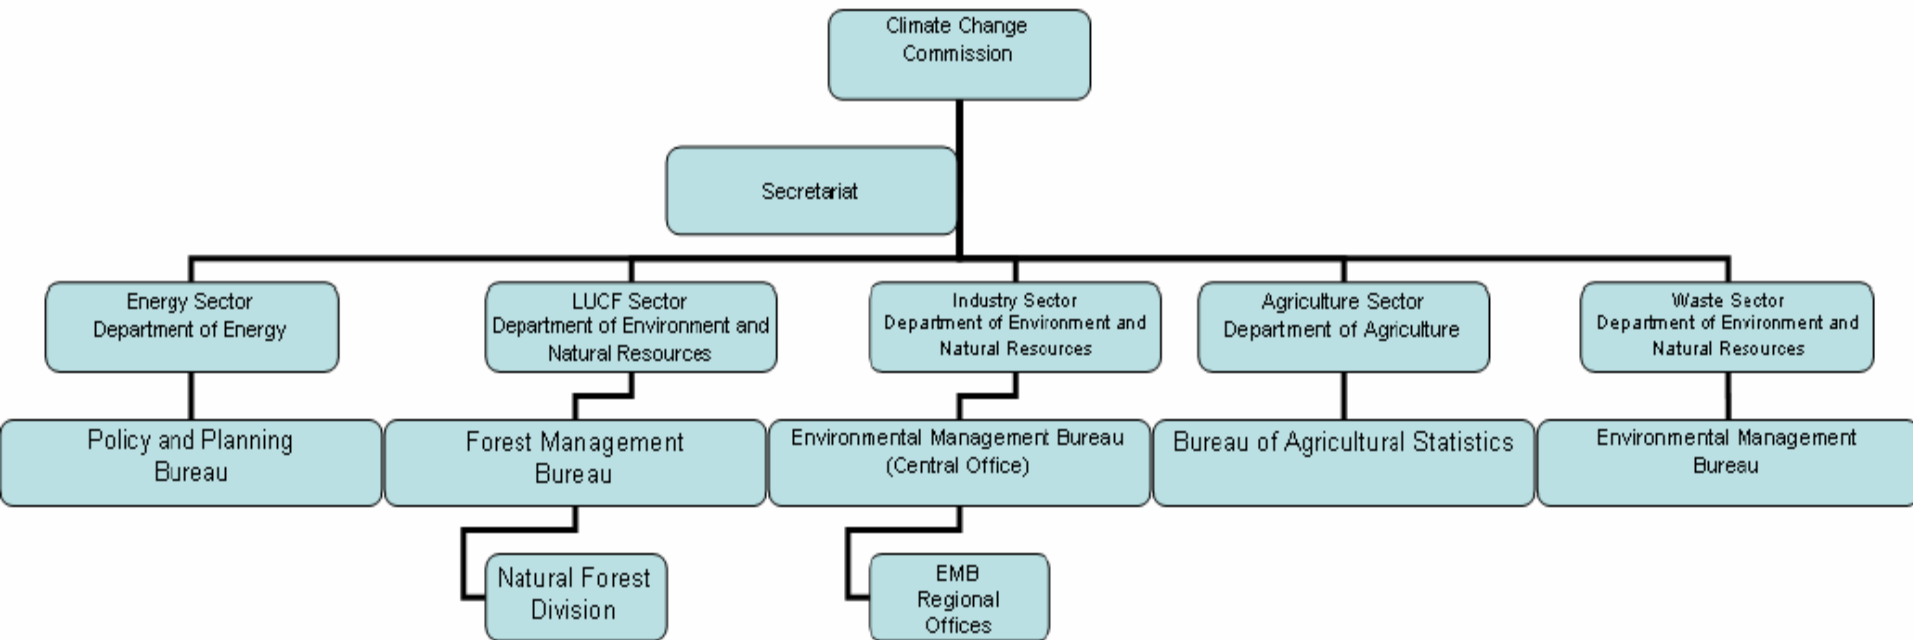 Climate Change
Commission
Secretariat
Energy Sector
Department of Energy
LUCF Sector
Department of Environment and
Natural Resources
Industry Sector
Department of Environment and
Natural Resources
Agriculture Sector
Department of Agriculture
Waste Sector
Department of Environment and
Natural Resources
Policy and Planning
Bureau
Forest Management
Bureau
Environmental Management Bureau
(Central Office)
Bureau of Agricultural Statistics
Environmental Management
Bureau
Natural Forest
Division
EMB
Regional
Offices